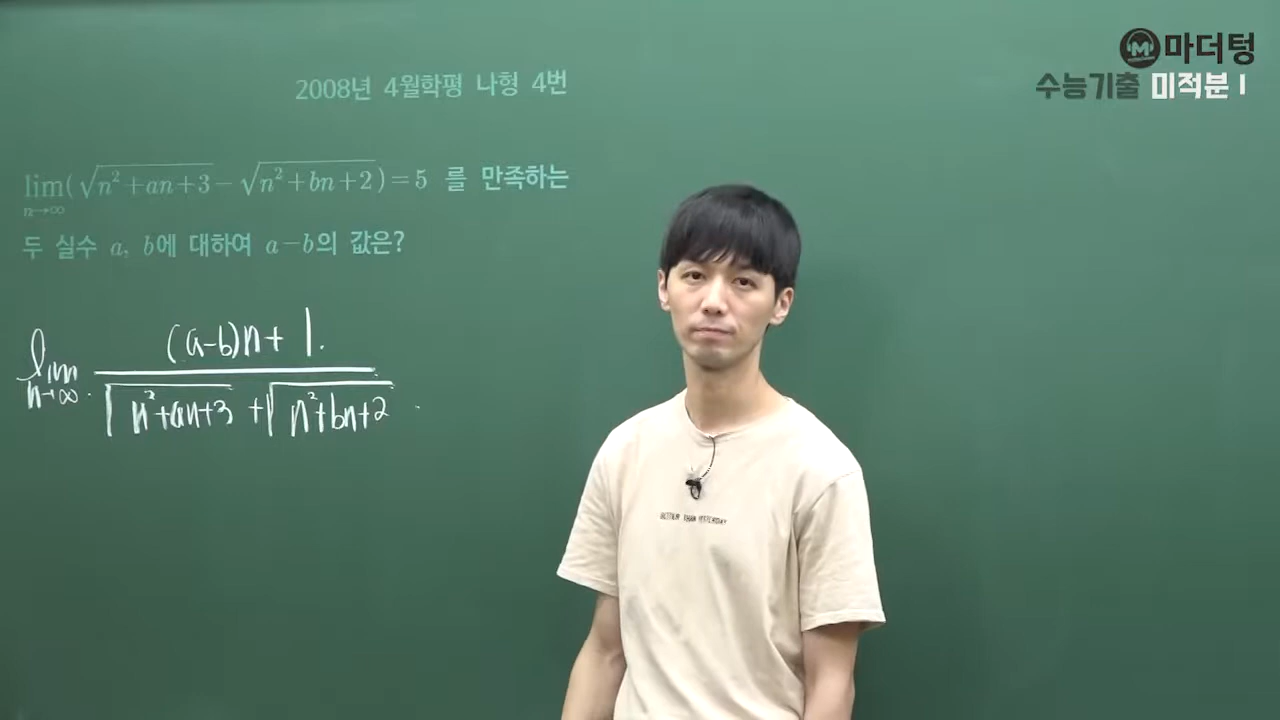 마더텅
수능기출 미적분 I
2008년 4월학평 나형 4번
lim n→∞ (√(n²+an+3) − √(n²+bn+2)) = 5 를 만족하는
두 실수 a, b에 대하여 a−b의 값은?
lim n→∞ ((a-b)n+1) / (√(n²+an+3) + √(n²+bn+2))
BETTER THAN YESTERDAY